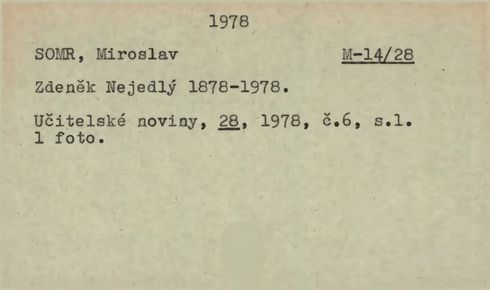 1978
SOMR, Miroslav M-14/28
Zdeněk Nejedlý 1878-1978.
Učitelské noviny, 28, 1978, č.6, s.1.
1 foto.